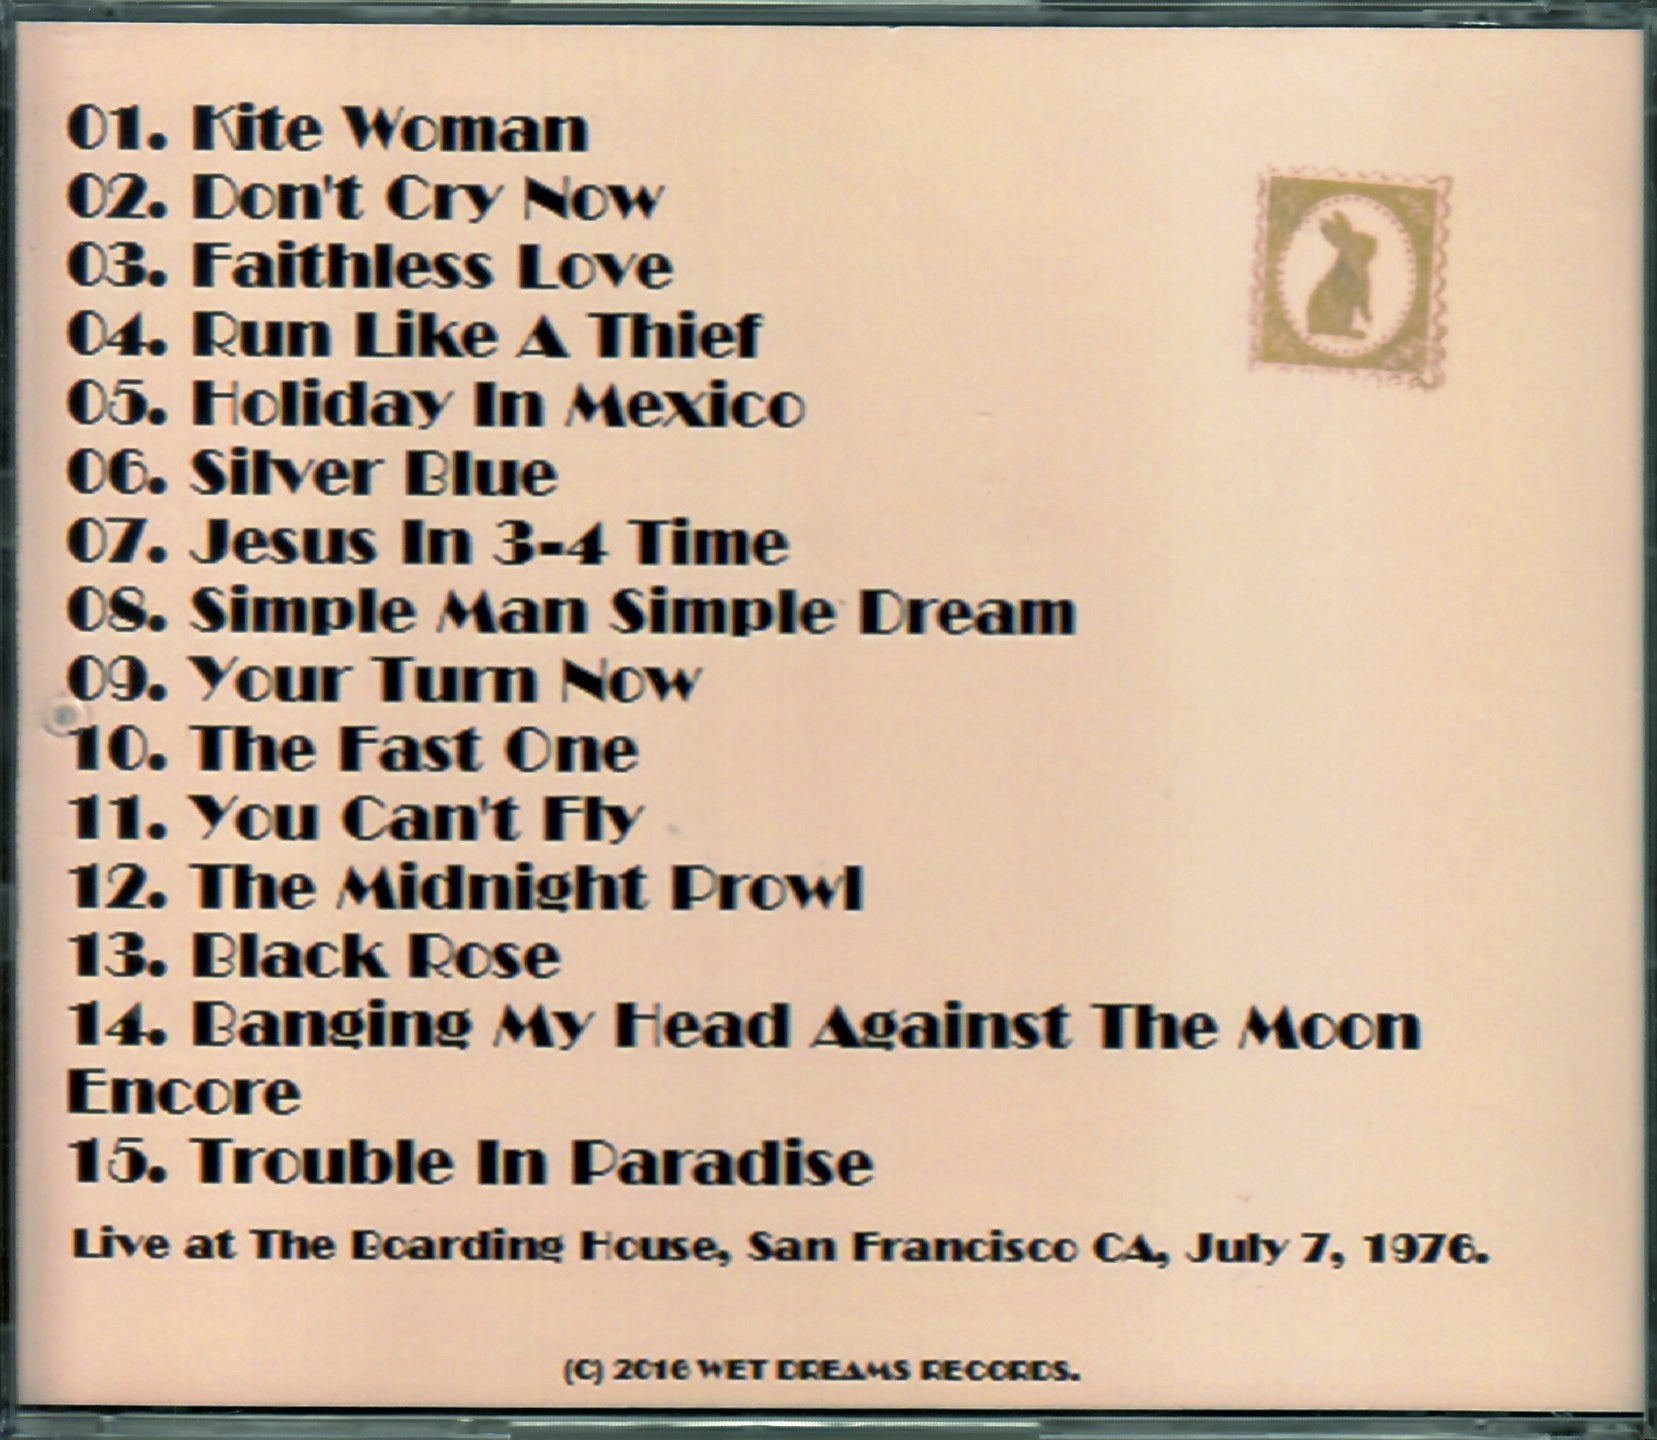 01. Kite Woman
02. Don't Cry Now
03. Faithless Love
04. Run Like A Thief
05. Holiday In Mexico
06. Silver Blue
07. Jesus In 3-4 Time
08. Simple Man Simple Dream
09. Your Turn Now
10. The Fast One
11. You Can't Fly
12. The Midnight Prowl
13. Black Rose
14. Banging My Head Against The Moon
Encore
15. Trouble In Paradise
Live at The Boarding House, San Francisco CA, July 7, 1976.
(C) 2016 WET DREAMS RECORDS.